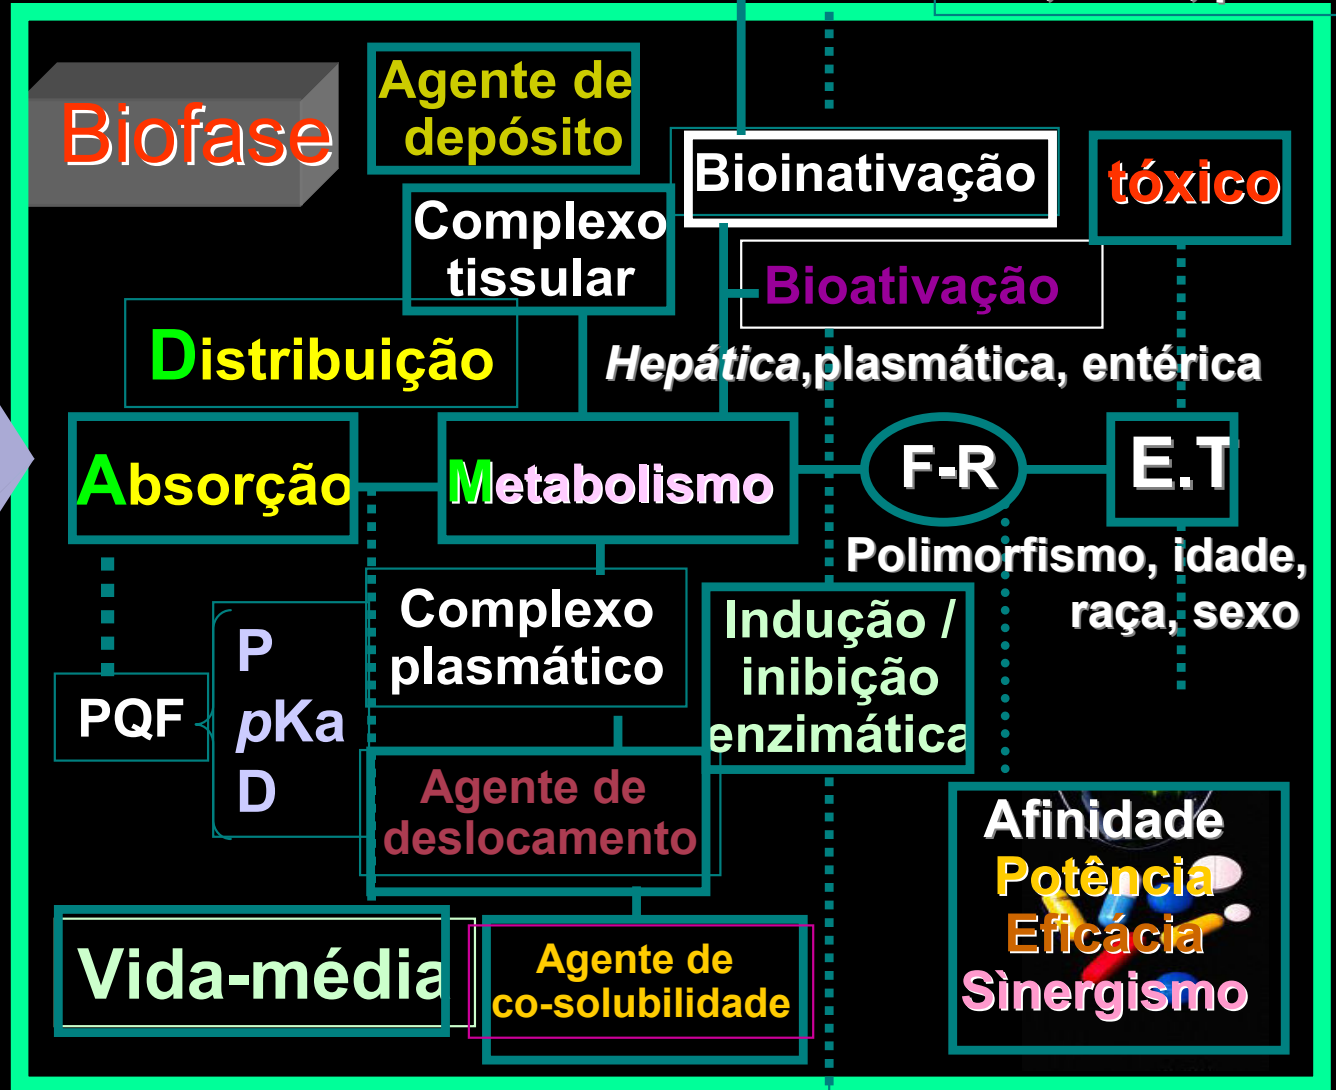 Biofase
Agente de
depósito
Bioinativação
tóxico
Complexo
tissular
Bioativação
Distribuição
Hepática,plasmática, entérica
Absorção
Metabolismo
F-R
E.T
Polimorfismo, idade,
raça, sexo
Complexo
plasmático
Indução /
inibição
enzimática
PQF
P
pKa
D
Agente de
deslocamento
Afinidade
Potência
Eficácia
Sìnergismo
Vida-média
Agente de
co-solubilidade